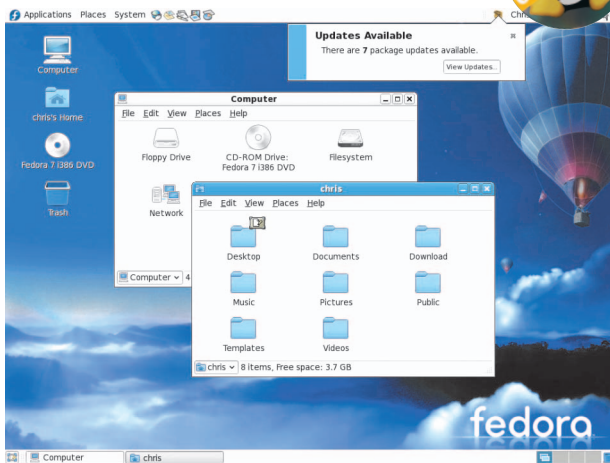 Applications Places System
Updates Available
There are 7 package updates available.
View Updates...
Computer
chris's Home
Fedora 7 i386 DVD
Trash
Computer
File Edit View Places Help
Floppy Drive
CD-ROM Drive:
Fedora 7 i386 DVD
Filesystem
Network
Computer
4
chris
File Edit View Places Help
Desktop
Documents
Download
Music
Pictures
Public
Templates
Videos
chris
8 items, Free space: 3.7 GB
fedora
Computer
chris